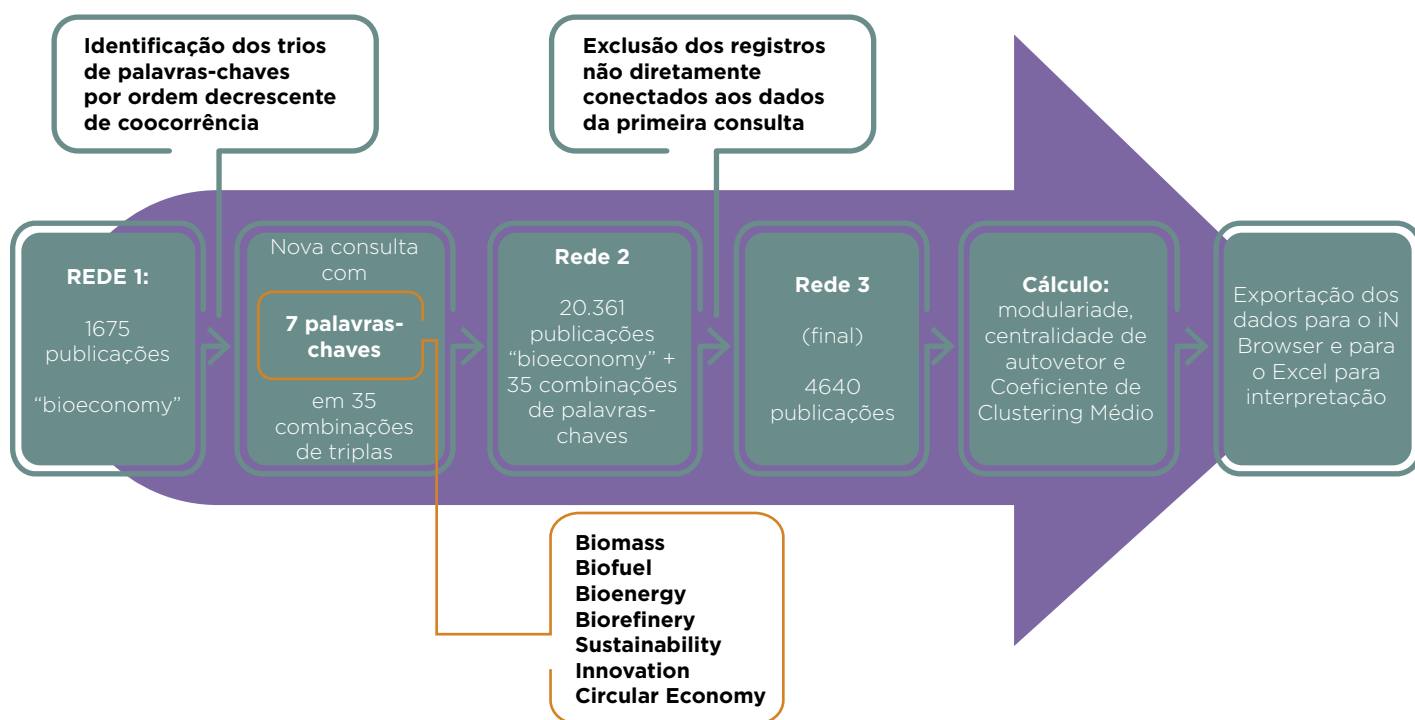 Identificação dos trios
de palavras-chaves
por ordem decrescente
de coocorrência
Exclusão dos registros
não diretamente
conectados aos dados
da primeira consulta
REDE 1:
1675
publicações
“bioeconomy”
Nova consulta
com
7 palavras-
chaves
em 35
combinações
de triplas
Rede 2
20.361
publicações
“bioeconomy” +
35 combinações
de palavras-
chaves
Rede 3
(final)
4640
publicações
Cálculo:
modulariade,
centralidade de
autovetor e
Coeficiente de
Clustering Médio
Exportação dos
dados para o iN
Browser e para
o Excel para
interpretação
Biomass
Biofuel
Bioenergy
Biorefinery
Sustainability
Innovation
Circular Economy